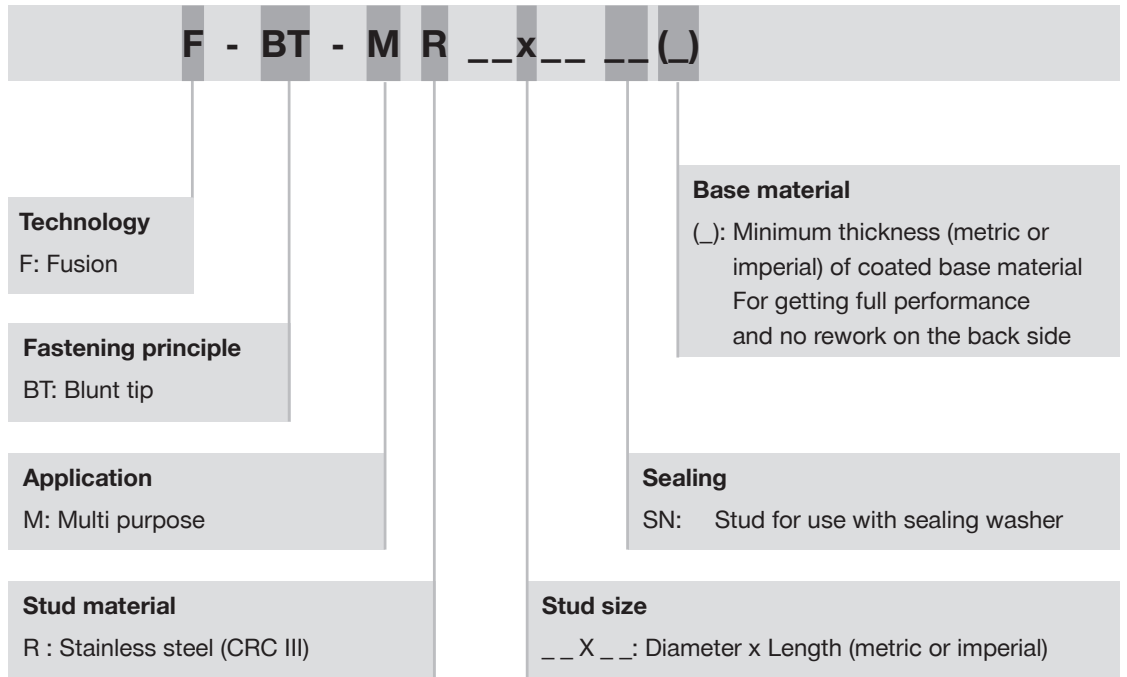 F - BT - M R __x__ __(_)
Technology
F: Fusion
Fastening principle
BT: Blunt tip
Application
M: Multi purpose
Stud material
R : Stainless steel (CRC III)
Base material
(_): Minimum thickness (metric or
imperial) of coated base material
For getting full performance
and no rework on the back side
Sealing
SN: Stud for use with sealing washer
Stud size
_ _ X _ _: Diameter x Length (metric or imperial)